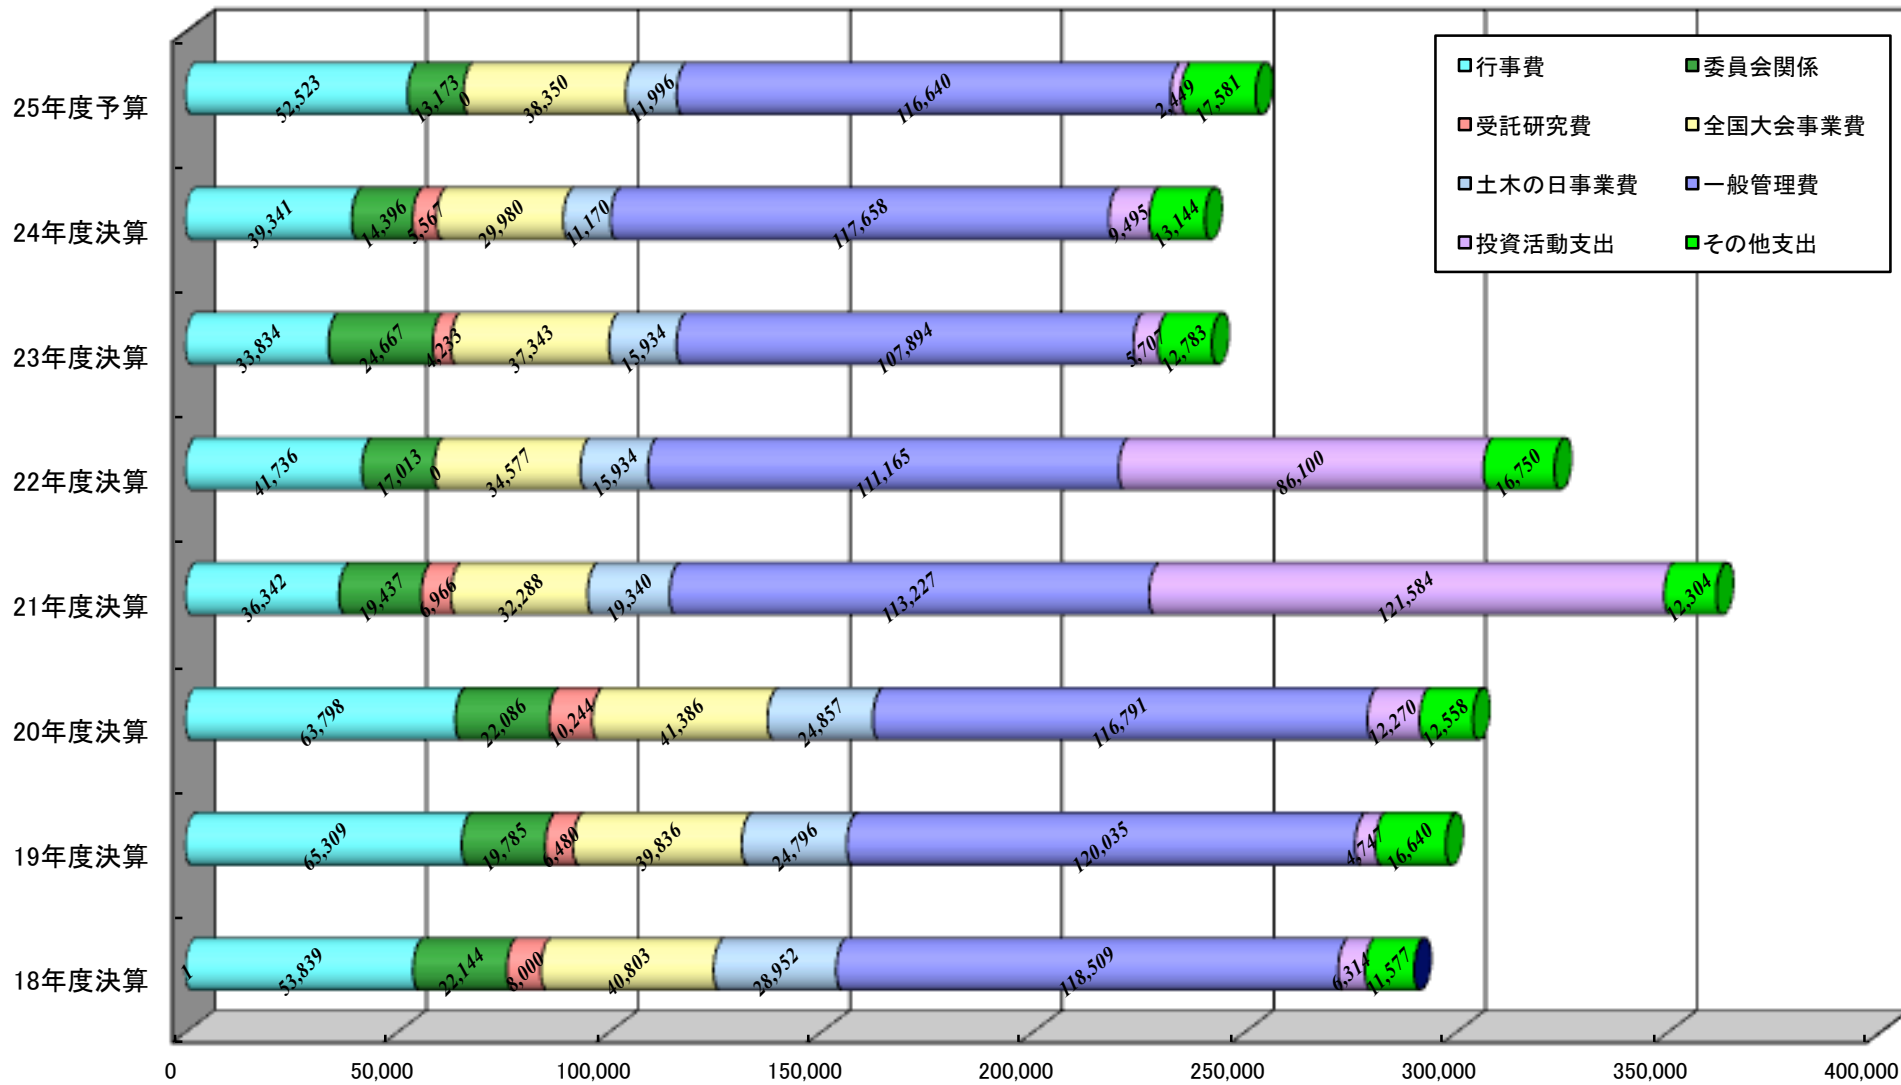 行事費 委員会関係
受託研究費 全国大会事業費
土木の日事業費 一般管理費
投資活動支出 その他支出
25年度予算 52,523 13,173 0 38,350 11,996 116,640 2,449 17,581
24年度決算 39,341 14,396 3,567 29,980 11,170 117,658 9,495 13,144
23年度決算 33,834 24,667 4,233 37,343 15,934 107,894 5,707 12,783
22年度決算 41,736 17,013 0 34,577 15,934 111,165 86,100 16,750
21年度決算 36,342 19,437 6,966 32,288 19,340 113,227 121,584 12,304
20年度決算 63,798 22,086 10,244 41,386 24,857 116,791 12,270 12,558
19年度決算 65,309 19,785 6,480 39,836 24,796 120,035 4,747 16,640
18年度決算 1 53,839 22,144 8,000 40,803 28,952 118,509 6,314 11,577
0 50,000 100,000 150,000 200,000 250,000 300,000 350,000 400,000